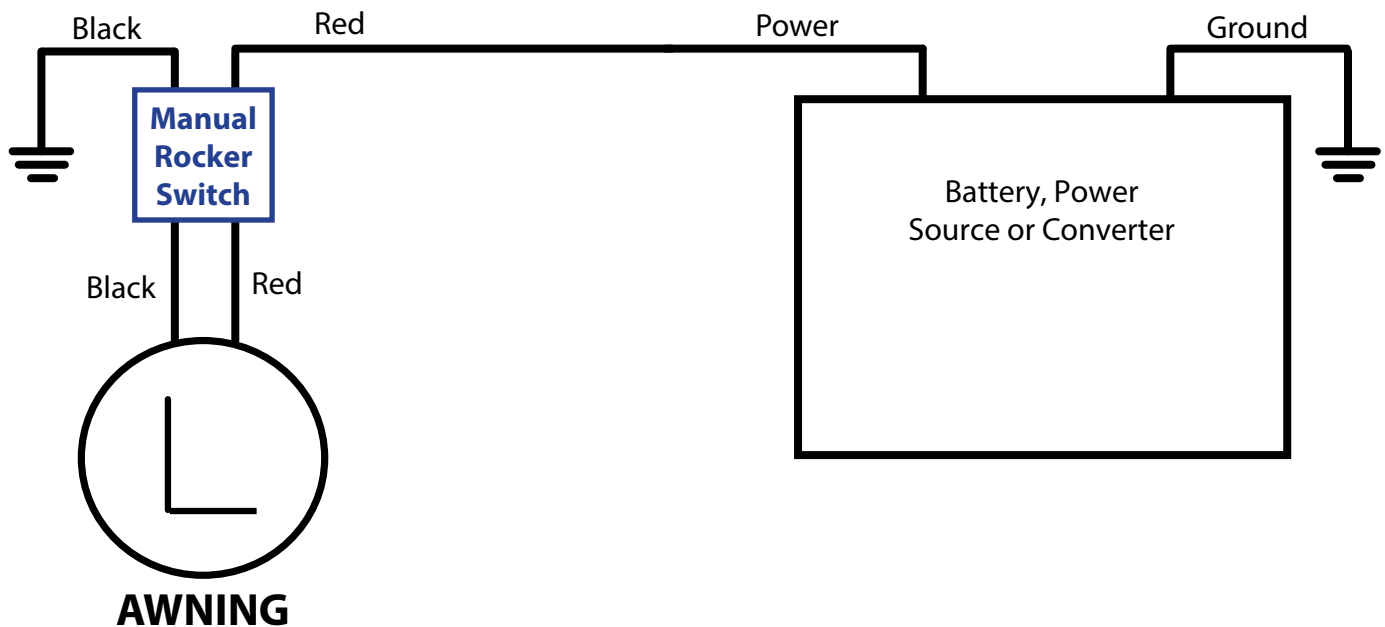 Black
Red
Power
Ground
Manual
Rocker
Switch
Battery, Power
Source or Converter
Black
Red
AWNING